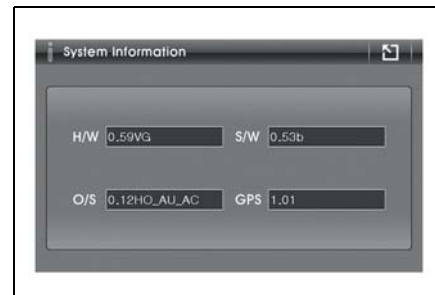 System Information
H/W 0.59VG S/W 0.53b
O/S 0.12HO_AU_AC GPS 1.01